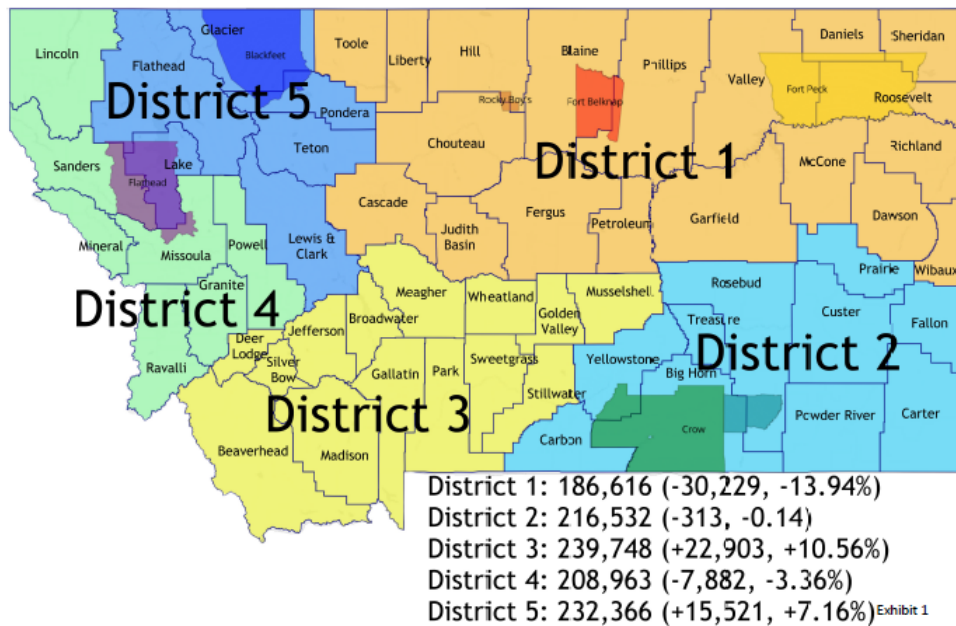 Lincoln
Glacier
Blackfeet
Toole
Liberty
Hill
Blaine
Phillips
Valley
Daniels
Sheridan
Flathead
Fort Peck
Roosevelt
Rocky Boy's
Fort Belknap
District 5
Pondera
Teton
Chouteau
District 1
McCone
Richland
Sanders
Lake
Flathead
Cascade
Judith
Basin
Fergus
Petroleum
Garfield
Dawson
Mineral
Missoula
Powell
Lewis &
Clark
Wibaux
Granite
District 4
Meagher
Wheatland
Golden
Valley
Musselshell
Rosebud
Prairie
Custer
Fallon
Broadwater
Jefferson
Treasure
Deer
Lodge
Silver
Bow
Ravalli
Gallatin
Park
Sweetgrass
Stillwater
Yellowstone
Big Horn
District 2
District 3
Beaverhead
Madison
Carbon
Crow
Powder River
Carter
District 1: 186,616 (-30,229, -13.94%)
District 2: 216,532 (-313, -0.14)
District 3: 239,748 (+22,903, +10.56%)
District 4: 208,963 (-7,882, -3.36%)
District 5: 232,366 (+15,521, +7.16%) Exhibit 1